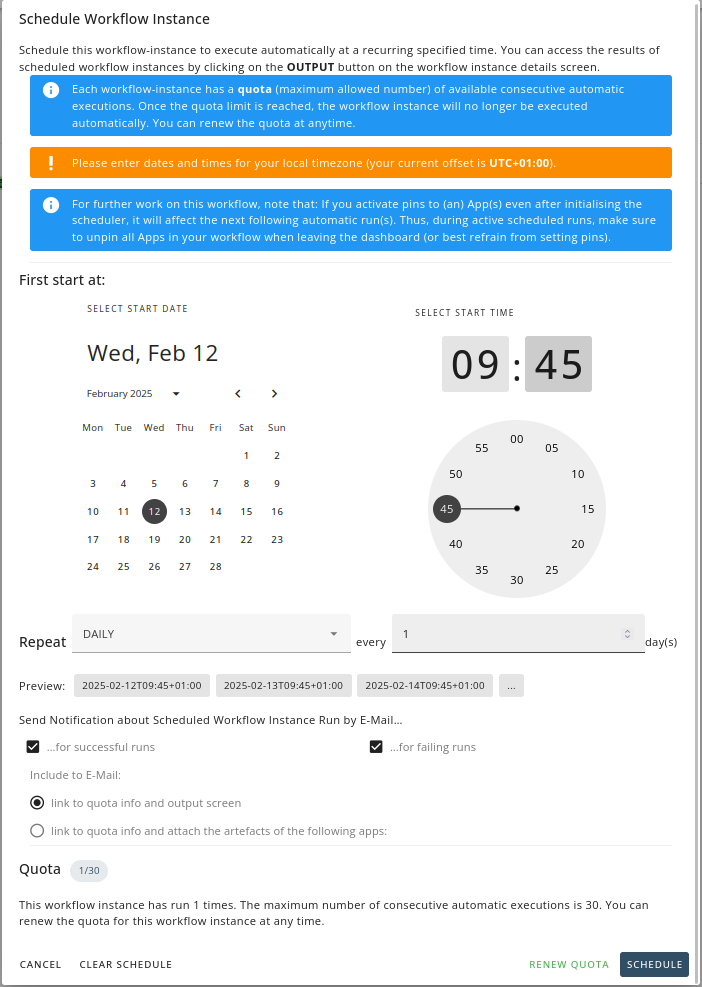 Schedule Workflow Instance
Schedule this workflow-instance to execute automatically at a recurring specified time. You can access the results of
scheduled workflow instances by clicking on the OUTPUT button on the workflow instance details screen.
Each workflow-instance has a quota (maximum allowed number) of available consecutive automatic
executions. Once the quota limit is reached, the workflow instance will no longer be executed
automatically. You can renew the quota at anytime.
Please enter dates and times for your local timezone (your current offset is UTC+01:00).
For further work on this workflow, note that: If you activate pins to (an) App(s) even after initialising the
scheduler, it will affect the next following automatic run(s). Thus, during active scheduled runs, make sure
to unpin all Apps in your workflow when leaving the dashboard (or best refrain from setting pins).
First start at:
SELECT START DATE
Wed, Feb 12
February 2025
Mon Tue Wed Thu Fri Sat Sun
1 2
3 4 5 6 7 8 9
10 11 12 13 14 15 16
17 18 19 20 21 22 23
24 25 26 27 28
SELECT START TIME
09:45
00
55 05
50 10
45 15
40 20
35 25
30
Repeat DAILY every 1 day(s)
Preview: 2025-02-12T09:45+01:00 2025-02-13T09:45+01:00 2025-02-14T09:45+01:00 ...
Send Notification about Scheduled Workflow Instance Run by E-Mail...
...for successful runs ...for failing runs
Include to E-Mail:
link to quota info and output screen
link to quota info and attach the artefacts of the following apps:
Quota 1/30
This workflow instance has run 1 times. The maximum number of consecutive automatic executions is 30. You can
renew the quota for this workflow instance at any time.
CANCEL CLEAR SCHEDULE RENEW QUOTA SCHEDULE